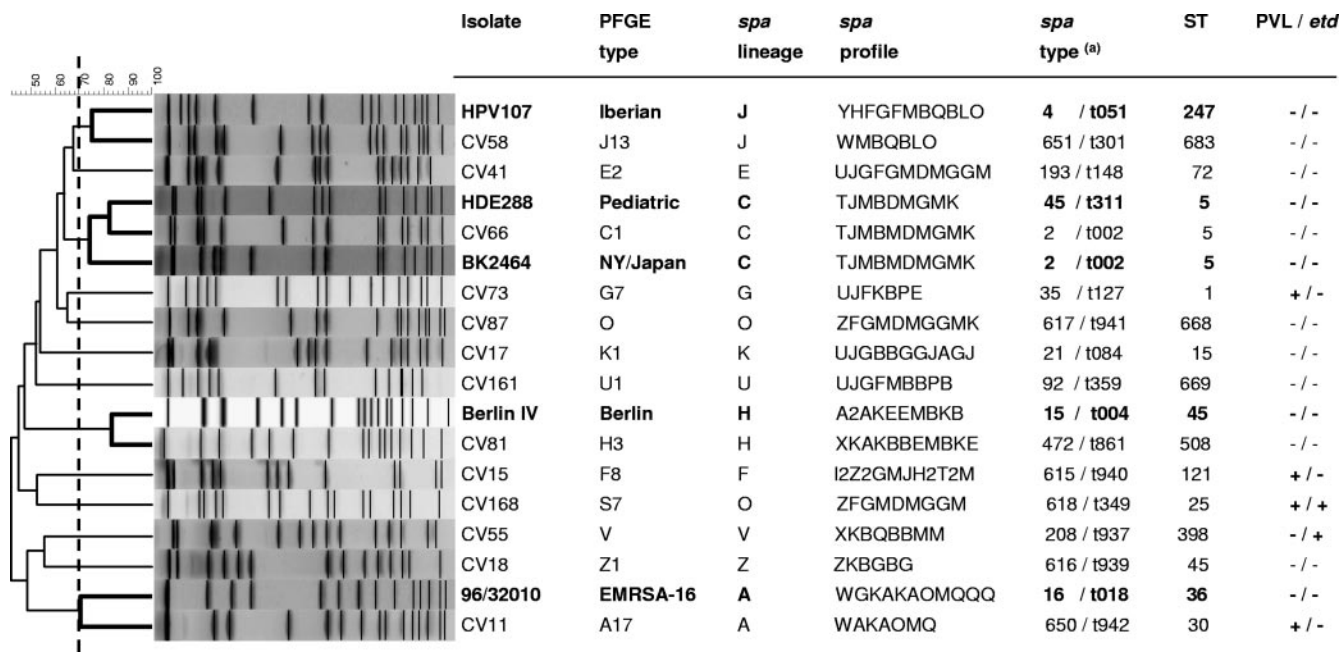 Isolate PFGE type spa lineage spa profile spa type (a) ST PVL / etd
50 60 70 80 90 100
HPV107 Iberian J YHFGFMBQBLO 4 / t051 247 - / -
CV58 J13 J WMBQBLO 651 / t301 683 - / -
CV41 E2 E UJGFGMDMGGM 193 / t148 72 - / -
HDE288 Pediatric C TJMBDMGMK 45 / t311 5 - / -
CV66 C1 C TJMBMDMGMK 2 / t002 5 - / -
BK2464 NY/Japan C TJMBMDMGMK 2 / t002 5 - / -
CV73 G7 G UJFKBPE 35 / t127 1 + / -
CV87 O O ZFGMDMGGMK 617 / t941 668 - / -
CV17 K1 K UJGBBGGJAGJ 21 / t084 15 - / -
CV161 U1 U UJGFMBBPB 92 / t359 669 - / -
Berlin IV Berlin H A2AKEEMBKB 15 / t004 45 - / -
CV81 H3 H XKAKBBEMBKE 472 / t861 508 - / -
CV15 F8 F I2Z2GMJH2T2M 615 / t940 121 + / -
CV168 S7 O ZFGMDMGGM 618 / t349 25 + / +
CV55 V V XKBQBBMM 208 / t937 398 - / +
CV18 Z1 Z ZKBGBG 616 / t939 45 - / -
96/32010 EMRSA-16 A WGKAKAOMQQQ 16 / t018 36 - / -
CV11 A17 A WAKAOMQ 650 / t942 30 + / -